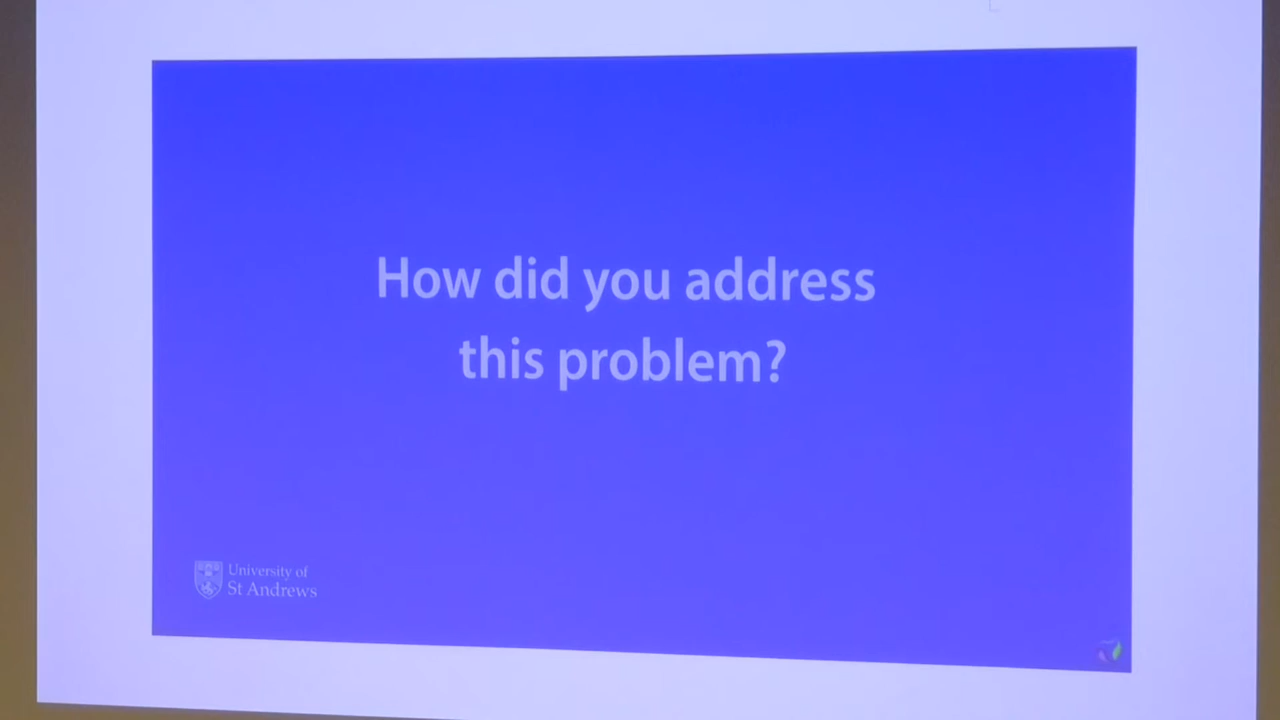 How did you address
this problem?
University of
St Andrews